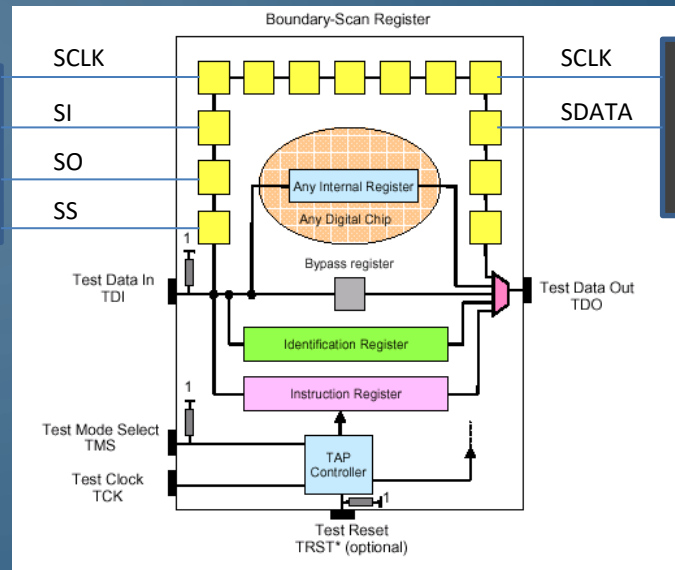 Boundary-Scan Register
SCLK
SCLK
SI
SDATA
SO
SS
Any Internal Register
Any Digital Chip
1
Bypass register
Test Data In
TDI
Test Data Out
TDO
Identification Register
Instruction Register
1
Test Mode Select
TMS
TAP
Controller
Test Clock
TCK
1
Test Reset
TRST* (optional)